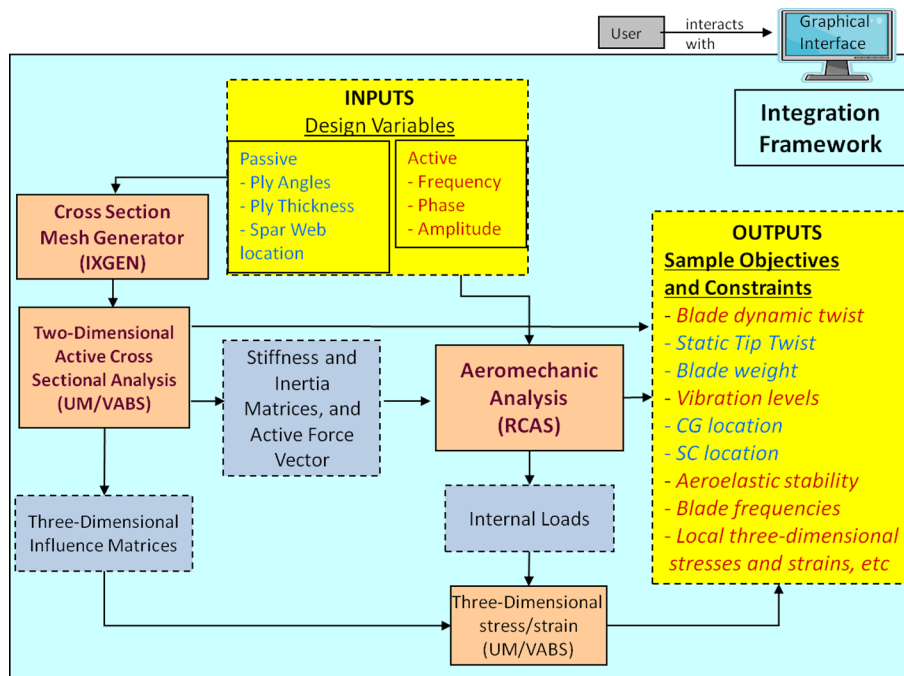 User
interacts
with
Graphical
Interface
Integration
Framework
INPUTS
Design Variables
Passive
- Ply Angles
- Ply Thickness
- Spar Web
location
Active
- Frequency
- Phase
- Amplitude
Cross Section
Mesh Generator
(IXGEN)
Two-Dimensional
Active Cross
Sectional Analysis
(UM/VABS)
Stiffness and
Inertia
Matrices, and
Active Force
Vector
Aeromechanic
Analysis
(RCAS)
OUTPUTS
Sample Objectives
and Constraints
- Blade dynamic twist
- Static Tip Twist
- Blade weight
- Vibration levels
- CG location
- SC location
- Aeroelastic stability
- Blade frequencies
- Local three-dimensional
stresses and strains, etc
Three-Dimensional
Influence Matrices
Internal Loads
Three-Dimensional
stress/strain
(UM/VABS)